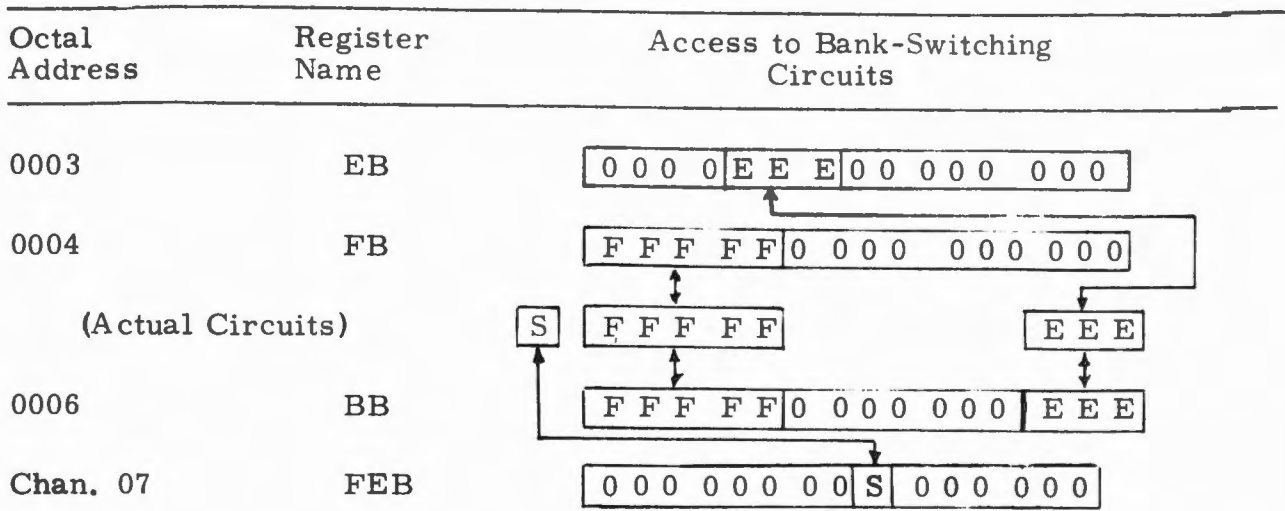 Octal Address Register Name Access to Bank-Switching Circuits
0003 EB 0 0 0 0 E E E 0 0 0 0 0 0 0 0
0004 FB F F F F F 0 0 0 0 0 0 0 0 0 0
(Actual Circuits) S F F F F F E E E
0006 BB F F F F F 0 0 0 0 0 0 0 E E E
Chan. 07 FEB 0 0 0 0 0 0 0 0 S 0 0 0 0 0 0